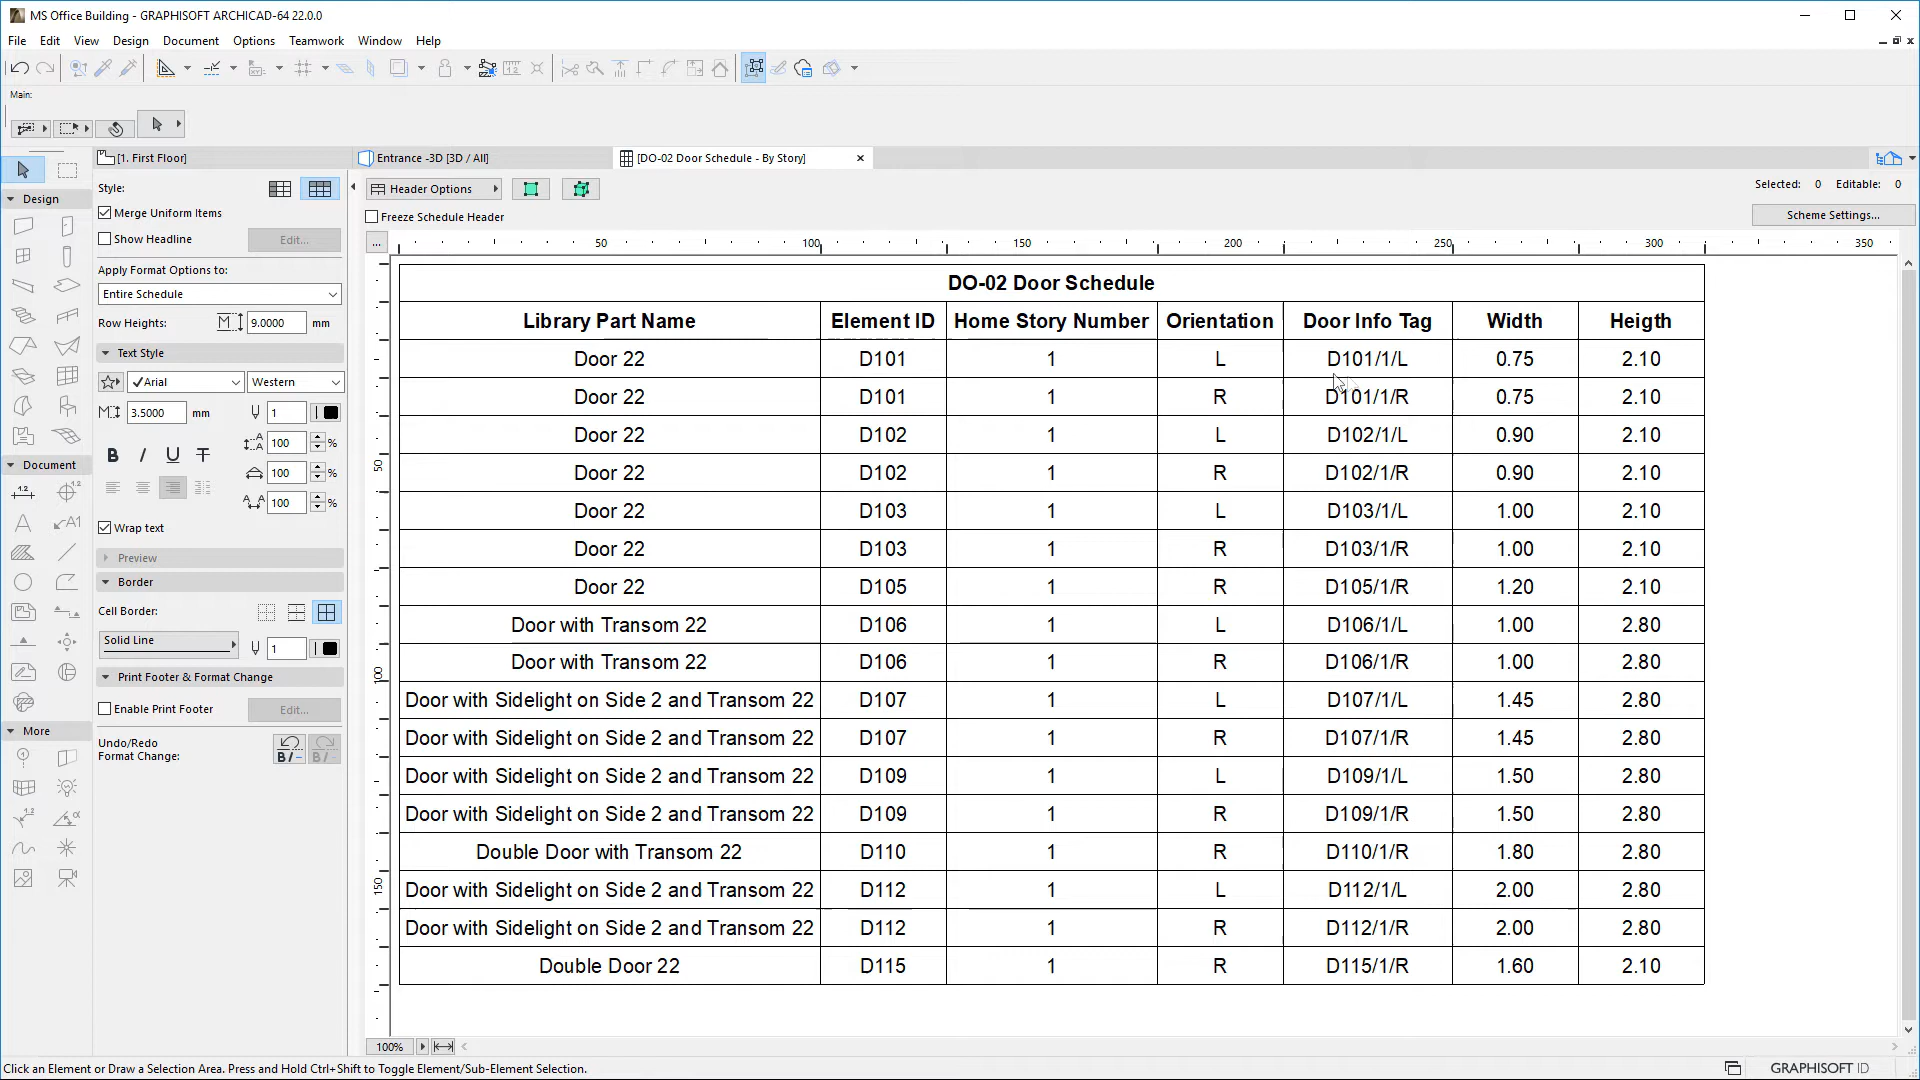 MS Office Building - GRAPHISOFT ARCHICAD-64 22.0.0
File Edit View Design Document Options Teamwork Window Help
Main:
[1. First Floor] Entrance -3D [3D / All] [DO-02 Door Schedule - By Story]
Style: Header Options Selected: 0 Editable: 0
Merge Uniform Items Freeze Schedule Header Scheme Settings...
Show Headline Edit...
... 50 100 150 200 250 300 350
Apply Format Options to:
Entire Schedule
Row Heights: 9.0000 mm
Text Style
Arial Western
3.5000 mm 1
100 %
B I U T 100 %
100 %
Wrap text
Preview
Border
Cell Border:
Solid Line 1
Print Footer & Format Change
Enable Print Footer Edit...
Undo/Redo
Format Change:
Design
Document
More
50
100
150
DO-02 Door Schedule
Library Part Name Element ID Home Story Number Orientation Door Info Tag Width Heigth
Door 22 D101 1 L D101/1/L 0.75 2.10
Door 22 D101 1 R D101/1/R 0.75 2.10
Door 22 D102 1 L D102/1/L 0.90 2.10
Door 22 D102 1 R D102/1/R 0.90 2.10
Door 22 D103 1 L D103/1/L 1.00 2.10
Door 22 D103 1 R D103/1/R 1.00 2.10
Door 22 D105 1 R D105/1/R 1.20 2.10
Door with Transom 22 D106 1 L D106/1/L 1.00 2.80
Door with Transom 22 D106 1 R D106/1/R 1.00 2.80
Door with Sidelight on Side 2 and Transom 22 D107 1 L D107/1/L 1.45 2.80
Door with Sidelight on Side 2 and Transom 22 D107 1 R D107/1/R 1.45 2.80
Door with Sidelight on Side 2 and Transom 22 D109 1 L D109/1/L 1.50 2.80
Door with Sidelight on Side 2 and Transom 22 D109 1 R D109/1/R 1.50 2.80
Double Door with Transom 22 D110 1 R D110/1/R 1.80 2.80
Door with Sidelight on Side 2 and Transom 22 D112 1 L D112/1/L 2.00 2.80
Door with Sidelight on Side 2 and Transom 22 D112 1 R D112/1/R 2.00 2.80
Double Door 22 D115 1 R D115/1/R 1.60 2.10
100%
Click an Element or Draw a Selection Area. Press and Hold Ctrl+Shift to Toggle Element/Sub-Element Selection. GRAPHISOFT ID